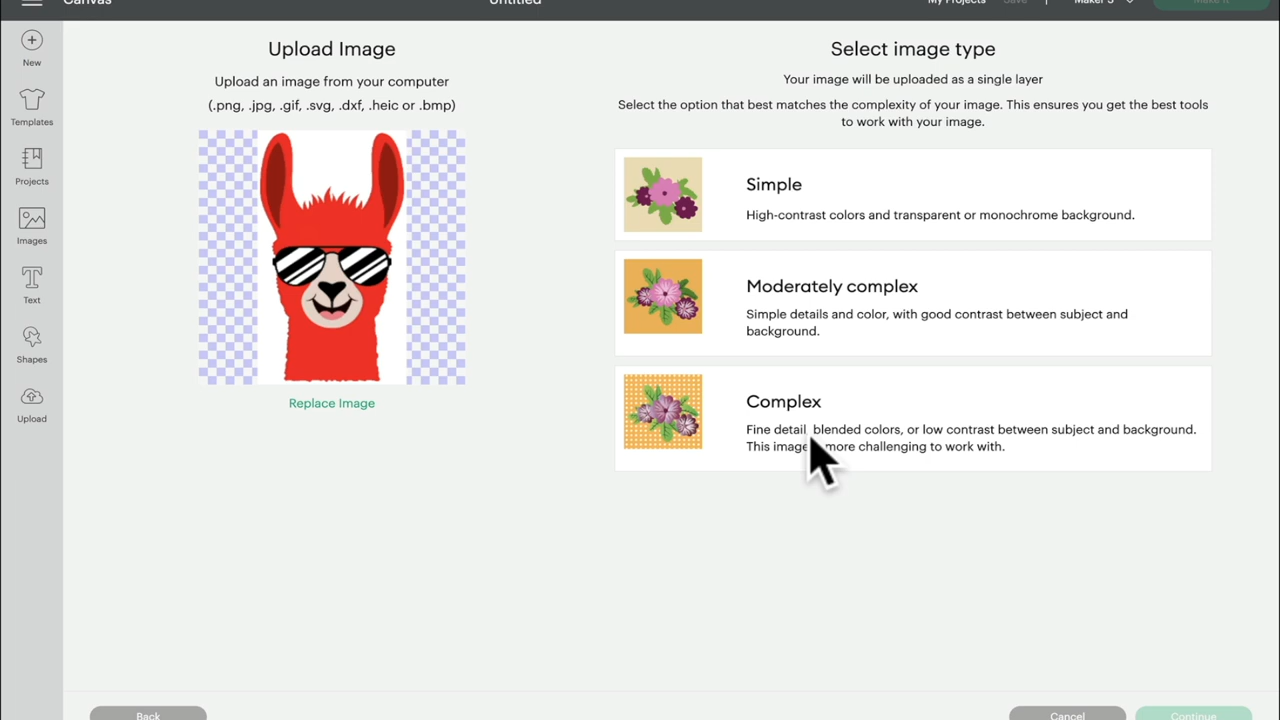 Canvas
Untitled
My Projects
Save
Maker 3
Make It
New
Templates
Projects
Images
Text
Shapes
Upload
Upload Image
Upload an image from your computer
(.png, .jpg, .gif, .svg, .dxf, .heic or .bmp)
Replace Image
Select image type
Your image will be uploaded as a single layer
Select the option that best matches the complexity of your image. This ensures you get the best tools
to work with your image.
Simple
High-contrast colors and transparent or monochrome background.
Moderately complex
Simple details and color, with good contrast between subject and
background.
Complex
Fine detail, blended colors, or low contrast between subject and background.
This image more challenging to work with.
Back
Cancel
Continue